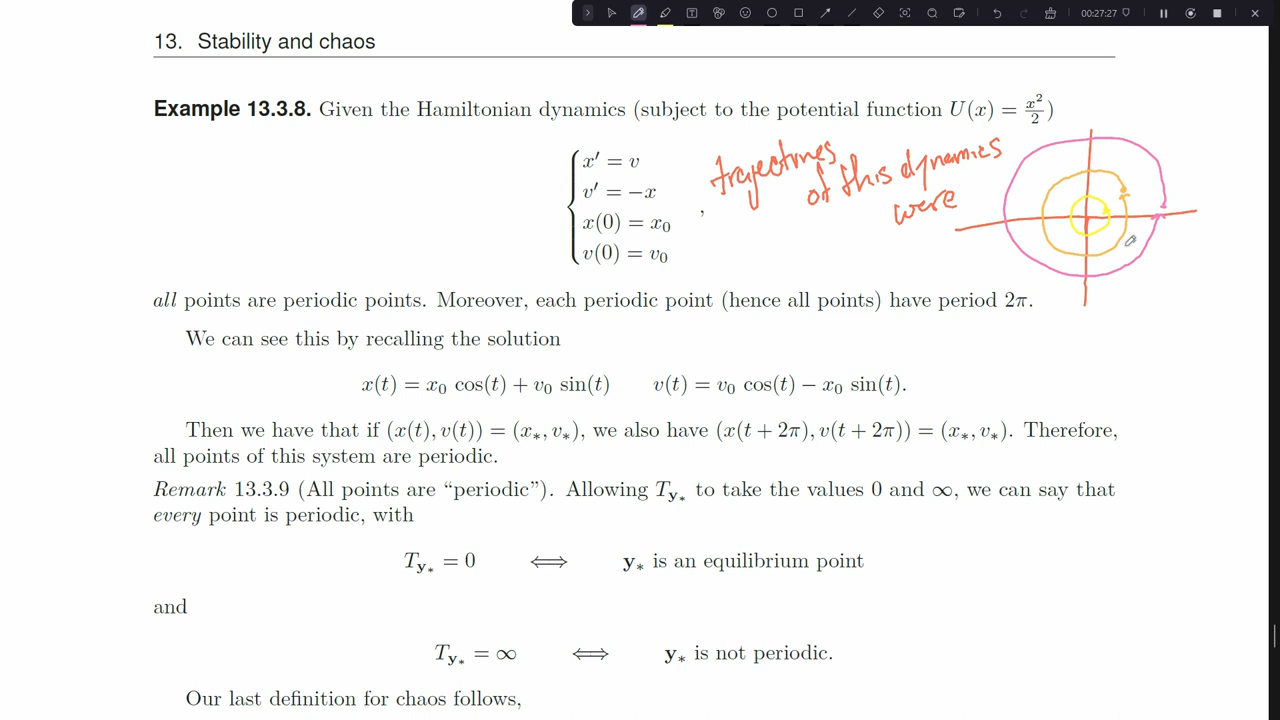 00:27:27
13. Stability and chaos
Example 13.3.8. Given the Hamiltonian dynamics (subject to the potential function U(x) = x²/2)
x′ = v
v′ = −x
x(0) = x₀
v(0) = v₀
,
trajectories
of this dynamics
were
all points are periodic points. Moreover, each periodic point (hence all points) have period 2π.
We can see this by recalling the solution
x(t) = x₀ cos(t) + v₀ sin(t) v(t) = v₀ cos(t) − x₀ sin(t).
Then we have that if (x(t), v(t)) = (x∗, v∗), we also have (x(t + 2π), v(t + 2π)) = (x∗, v∗). Therefore,
all points of this system are periodic.
Remark 13.3.9 (All points are “periodic”). Allowing T_y∗ to take the values 0 and ∞, we can say that
every point is periodic, with
T_y∗ = 0 ⟺ y∗ is an equilibrium point
and
T_y∗ = ∞ ⟺ y∗ is not periodic.
Our last definition for chaos follows,